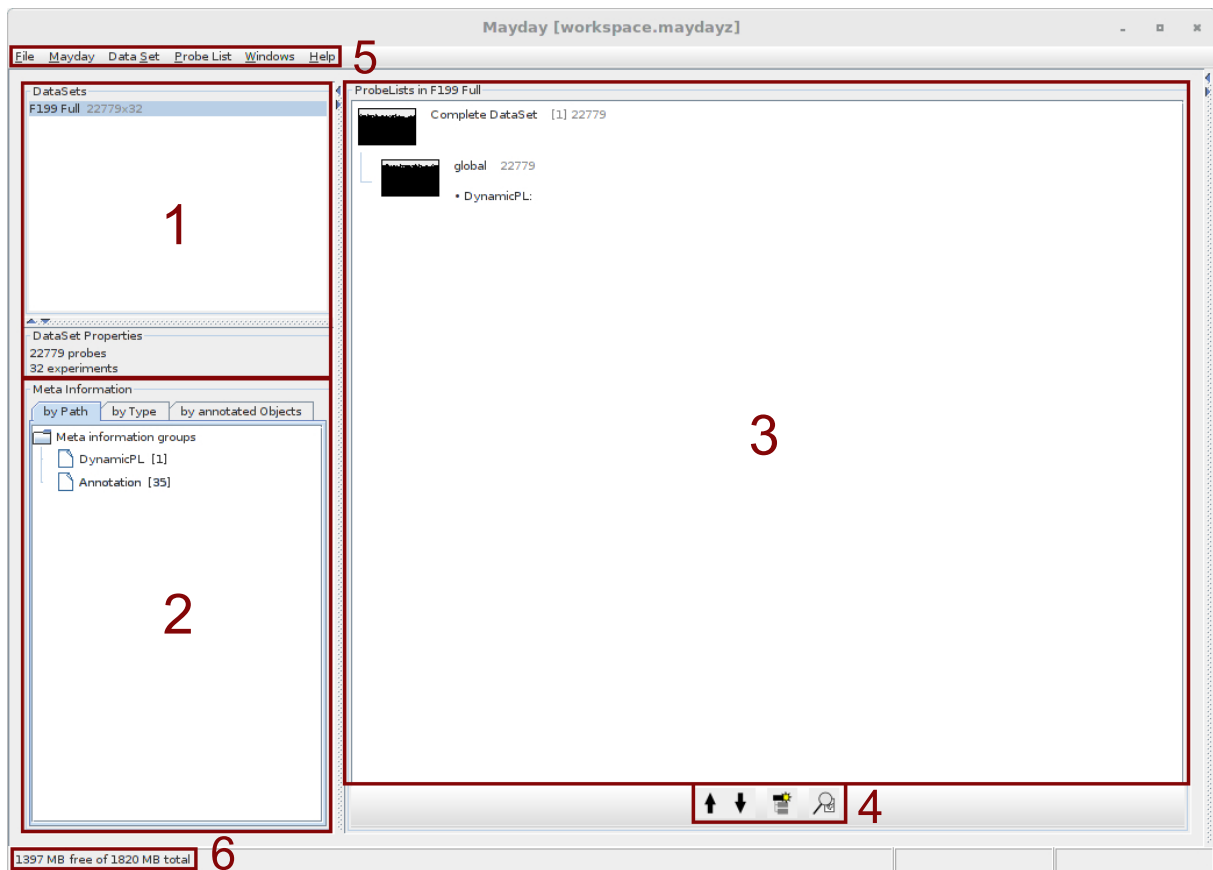 Mayday [workspace.maydayz]
File Mayday Data Set Probe List Windows Help
5
DataSets
F199 Full 22779x32
1
DataSet Properties
22779 probes
32 experiments
Meta Information
by Path by Type by annotated Objects
Meta information groups
DynamicPL [1]
Annotation [35]
2
ProbeLists in F199 Full
Complete DataSet [1] 22779
global 22779
• DynamicPL:
3
4
1397 MB free of 1820 MB total
6